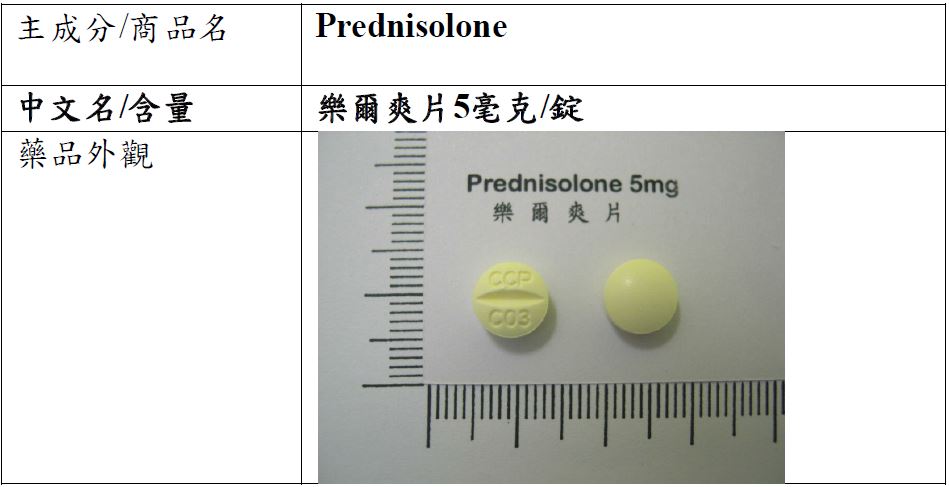 主成分/商品名 Prednisolone
中文名/含量 樂爾爽片5毫克/錠
藥品外觀
Prednisolone 5mg
樂爾爽片
CCP
C03